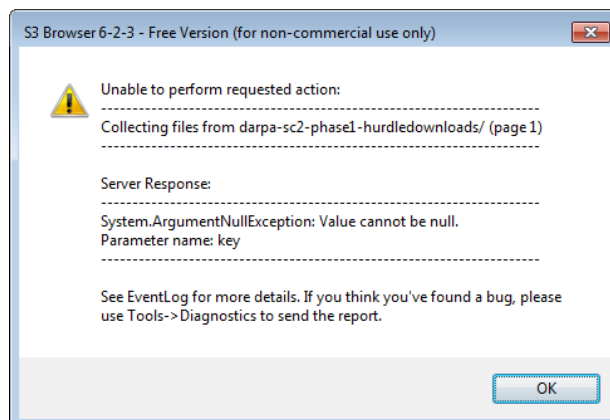 S3 Browser 6-2-3 - Free Version (for non-commercial use only)
Unable to perform requested action:
------------------------------------------------------------------------
Collecting files from darpa-sc2-phase1-hurdledownloads/ (page 1)
------------------------------------------------------------------------
Server Response:
------------------------------------------------------------------------
System.ArgumentNullException: Value cannot be null.
Parameter name: key
------------------------------------------------------------------------
See EventLog for more details. If you think you've found a bug, please
use Tools->Diagnostics to send the report.
OK